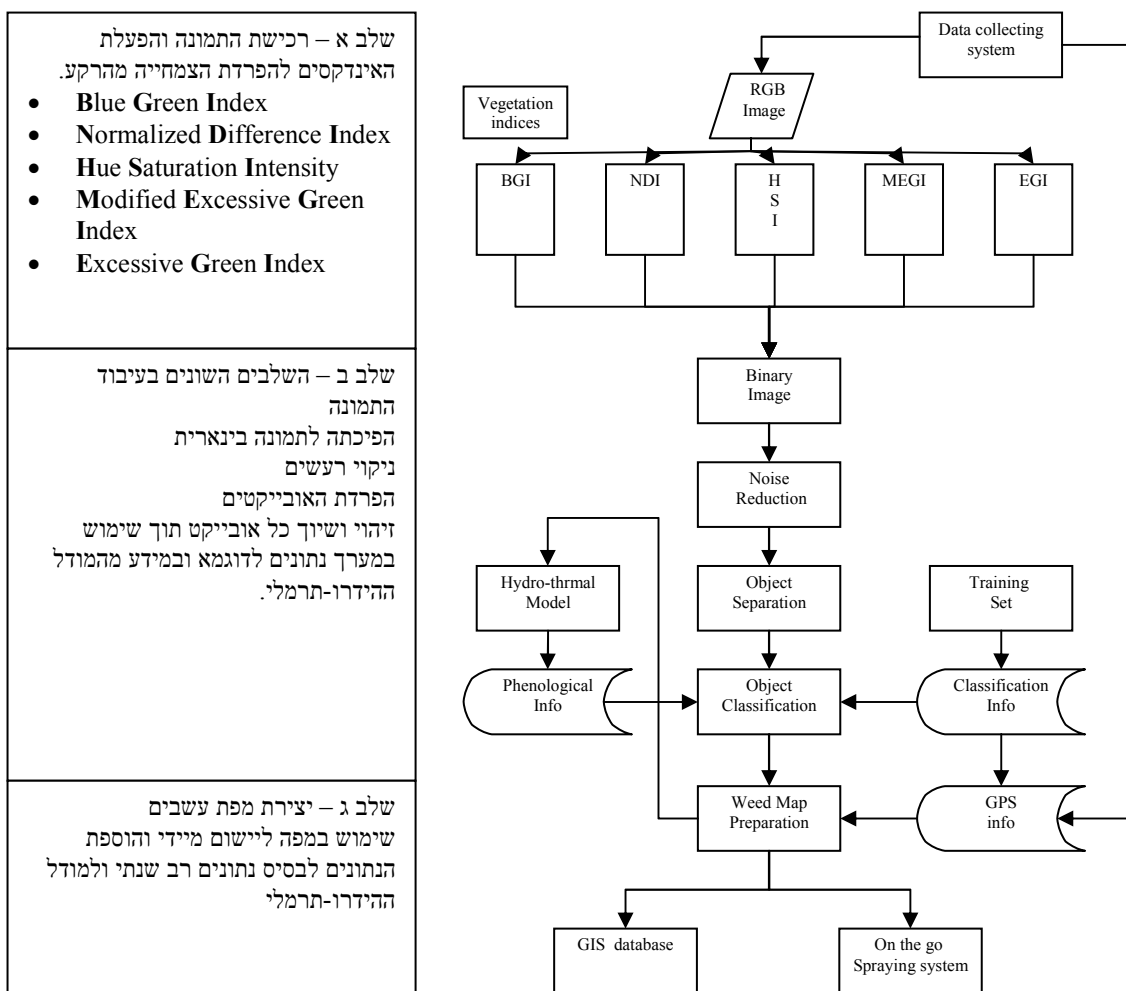 שלב א – רכישת התמונה והפעלת
האינדקסים להפרדת הצמחייה מהרקע.
• Blue Green Index
• Normalized Difference Index
• Hue Saturation Intensity
• Modified Excessive Green
Index
• Excessive Green Index
שלב ב – השלבים השונים בעיבוד
התמונה
הפיכתה לתמונה בינארית
ניקוי רעשים
הפרדת האובייקטים
זיהוי ושיוך כל אובייקט תוך שימוש
במערך נתונים לדוגמא ובמידע מהמודל
ההידרו-תרמלי.
שלב ג – יצירת מפת עשבים
שימוש במפה ליישום מיידי והוספת
הנתונים לבסיס נתונים רב שנתי ולמודל
ההידרו-תרמלי
Data collecting
system
RGB
Image
Vegetation
indices
BGI
NDI
H
S
I
MEGI
EGI
Binary
Image
Noise
Reduction
Hydro-thrmal
Model
Object
Separation
Training
Set
Phenological
Info
Object
Classification
Classification
Info
Weed Map
Preparation
GPS
info
GIS database
On the go
Spraying system